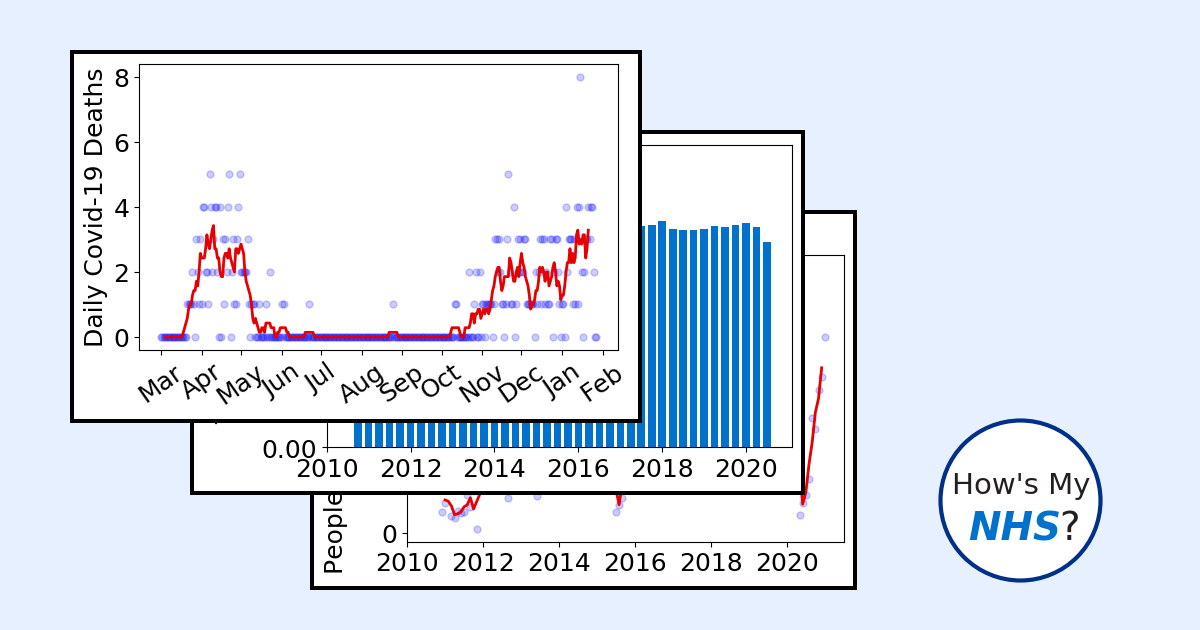 Daily Covid-19 Deaths
8
6
4
2
0
Mar Apr May Jun Jul Aug Sep Oct Nov Dec Jan Feb
0.00
2010 2012 2014 2016 2018 2020
People
0
2010 2012 2014 2016 2018 2020
How's My
NHS?